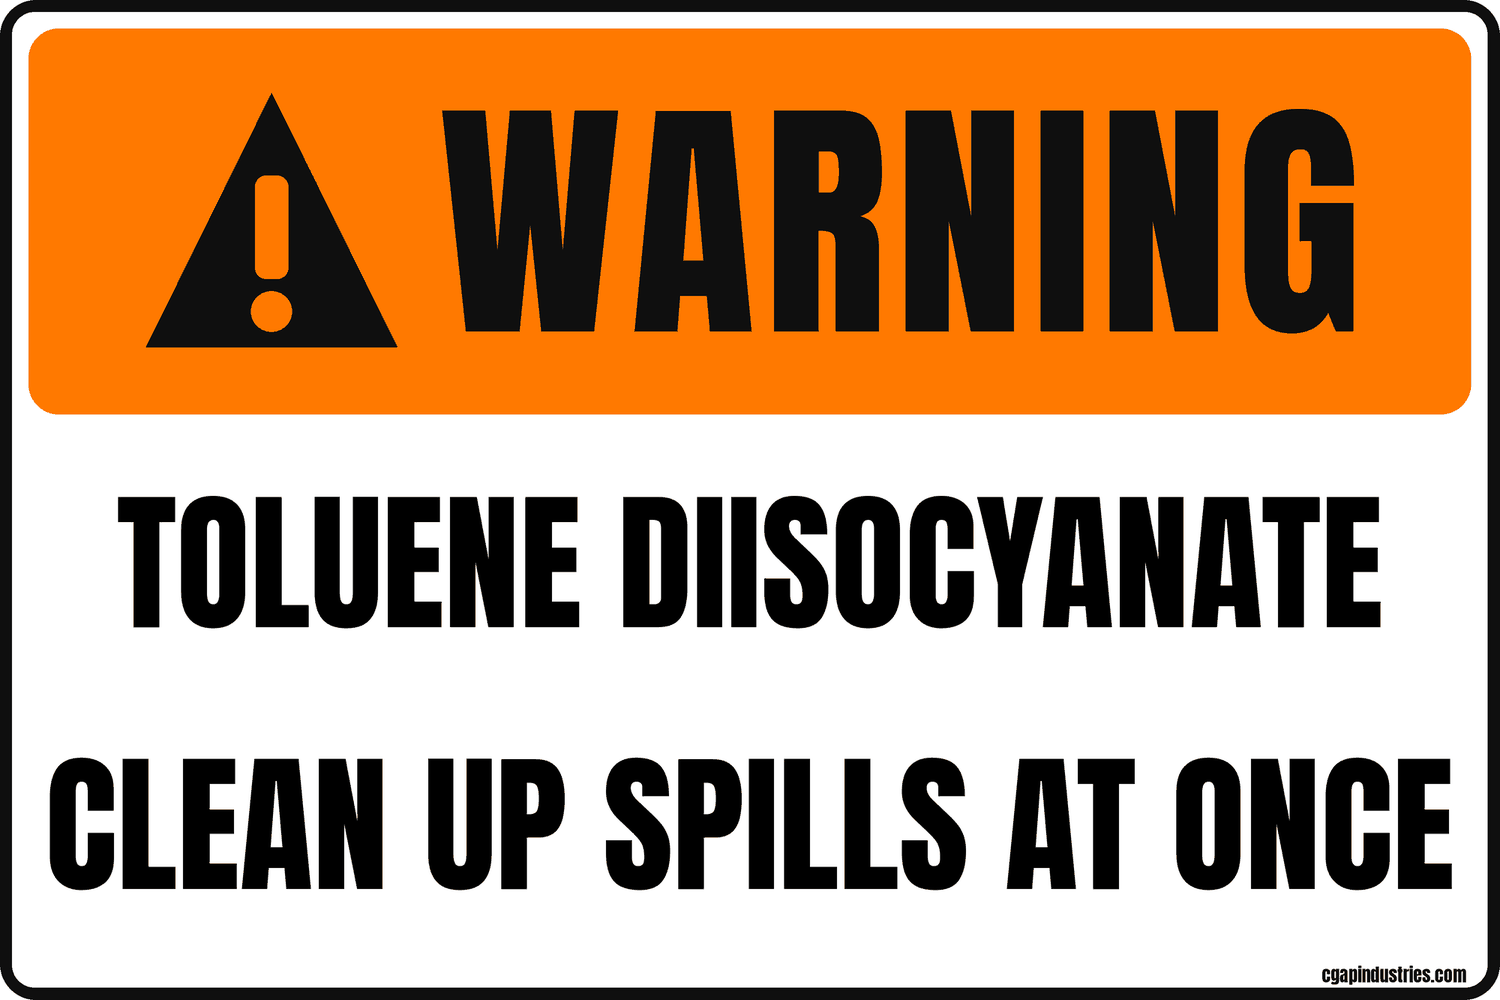 WARNING
TOLUENE DIISOCYANATE
CLEAN UP SPILLS AT ONCE
cgapindustries.com